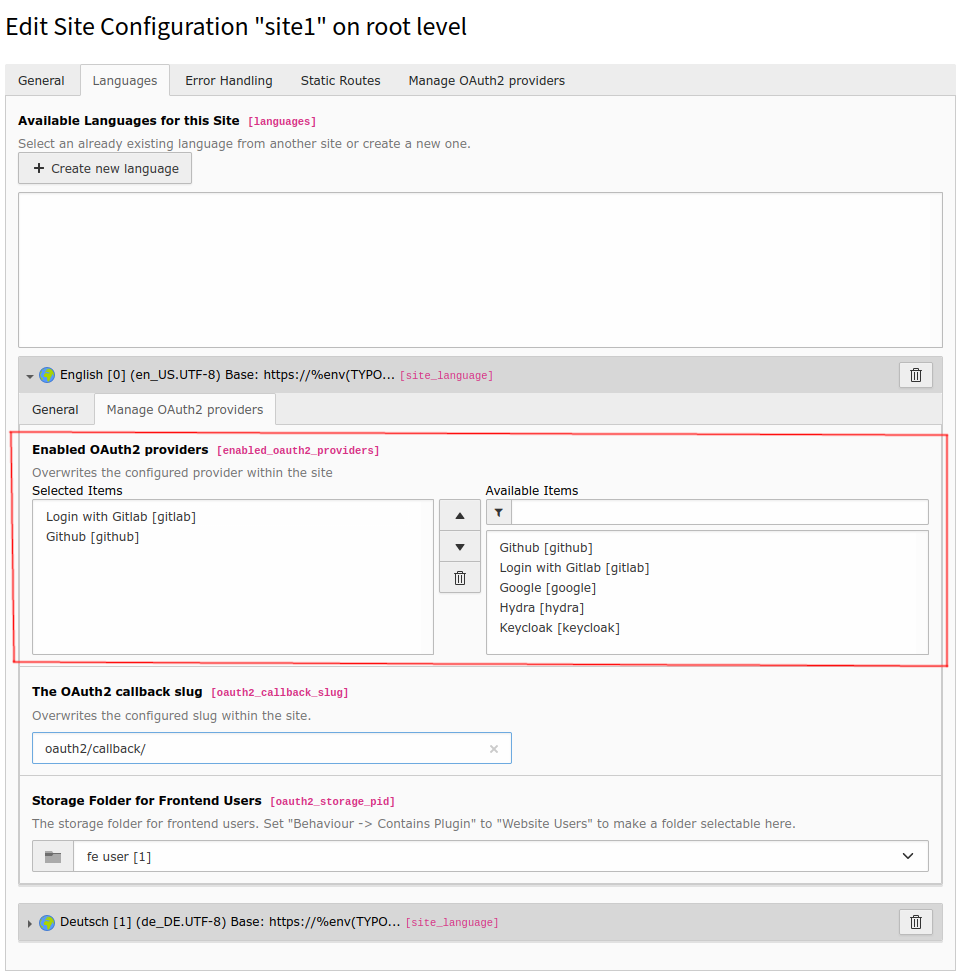 Edit Site Configuration "site1" on root level
General Languages Error Handling Static Routes Manage OAuth2 providers
Available Languages for this Site [languages]
Select an already existing language from another site or create a new one.
+ Create new language
English [0] (en_US.UTF-8) Base: https://%env(TYPO... [site_language]
General Manage OAuth2 providers
Enabled OAuth2 providers [enabled_oauth2_providers]
Overwrites the configured provider within the site
Selected Items
Login with Gitlab [gitlab]
Github [github]
Available Items
Github [github]
Login with Gitlab [gitlab]
Google [google]
Hydra [hydra]
Keycloak [keycloak]
The OAuth2 callback slug [oauth2_callback_slug]
Overwrites the configured slug within the site.
oauth2/callback/
Storage Folder for Frontend Users [oauth2_storage_pid]
The storage folder for frontend users. Set "Behaviour -> Contains Plugin" to "Website Users" to make a folder selectable here.
fe user [1]
Deutsch [1] (de_DE.UTF-8) Base: https://%env(TYPO... [site_language]